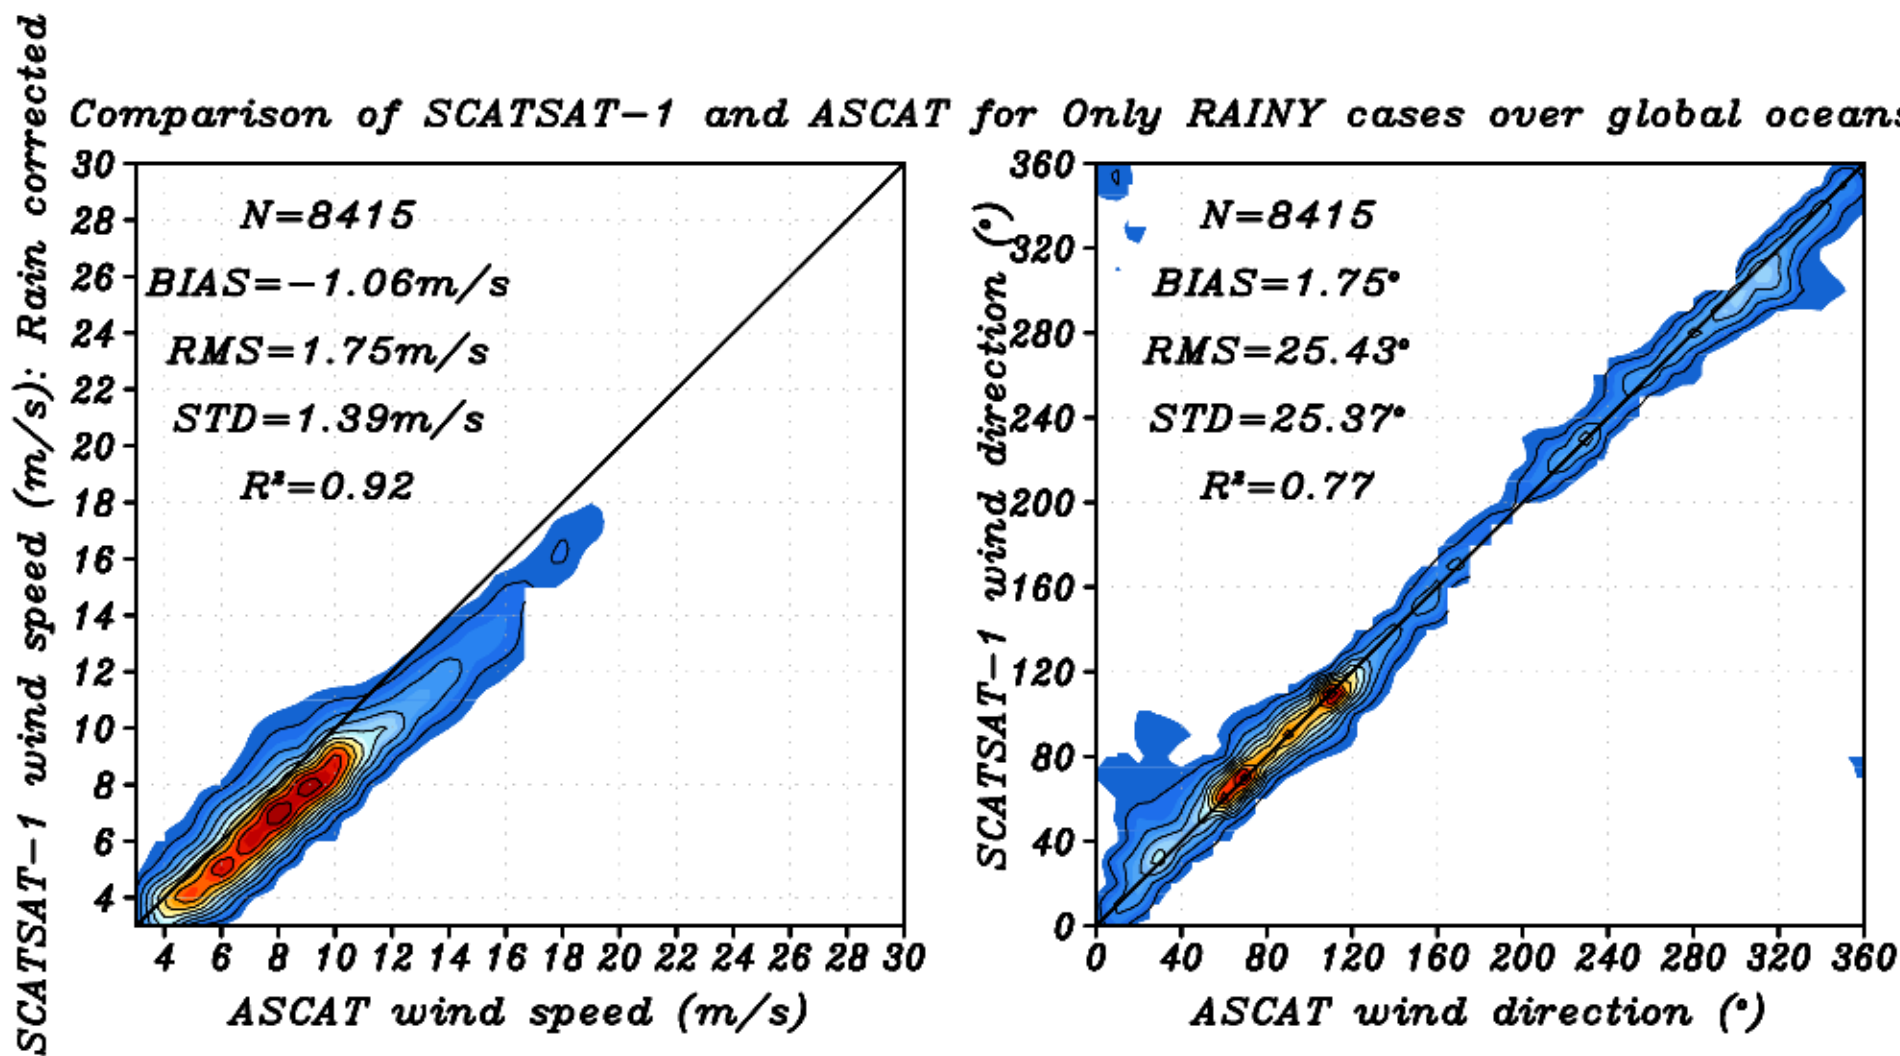 Comparison of SCATSAT-1 and ASCAT for Only RAINY cases over global oceans
SCATSAT-1 wind speed (m/s): Rain corrected
30
28
26
24
22
20
18
16
14
12
10
8
6
4
N=8415
BIAS=-1.06m/s
RMS=1.75m/s
STD=1.39m/s
R²=0.92
4 6 8 10 12 14 16 18 20 22 24 26 28 30
ASCAT wind speed (m/s)
SCATSAT-1 wind direction (°)
360
320
280
240
200
160
120
80
40
0
N=8415
BIAS=1.75°
RMS=25.43°
STD=25.37°
R²=0.77
0 40 80 120 160 200 240 280 320 360
ASCAT wind direction (°)